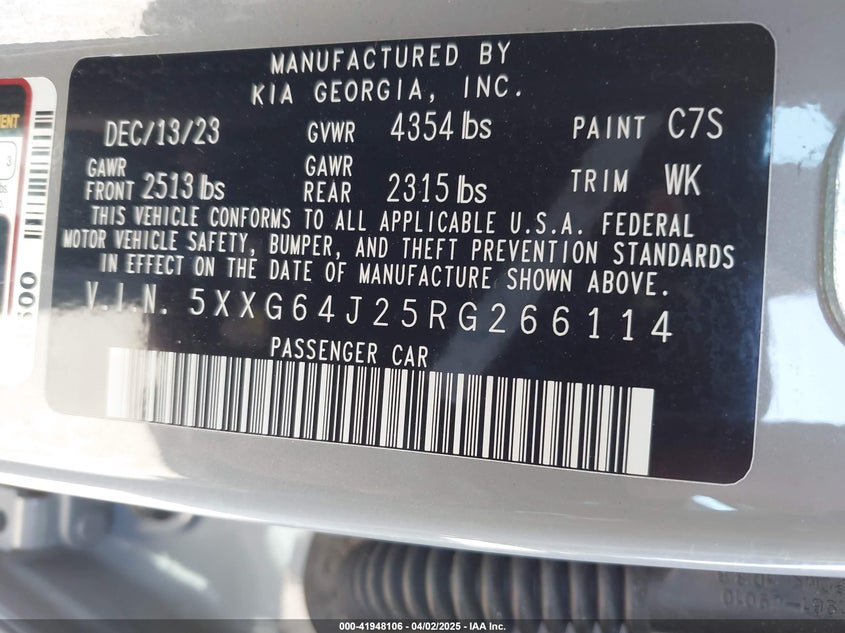 MANUFACTURED BY
KIA GEORGIA, INC.
DEC/13/23 GVWR 4354 lbs PAINT C7S
GAWR FRONT 2513 lbs GAWR REAR 2315 lbs TRIM WK
THIS VEHICLE CONFORMS TO ALL APPLICABLE U.S.A. FEDERAL
MOTOR VEHICLE SAFETY, BUMPER, AND THEFT PREVENTION STANDARDS
IN EFFECT ON THE DATE OF MANUFACTURE SHOWN ABOVE.
V.I.N. 5XXG64J25RG266114
PASSENGER CAR
000-41948106 - 04/02/2025 - IAA Inc.